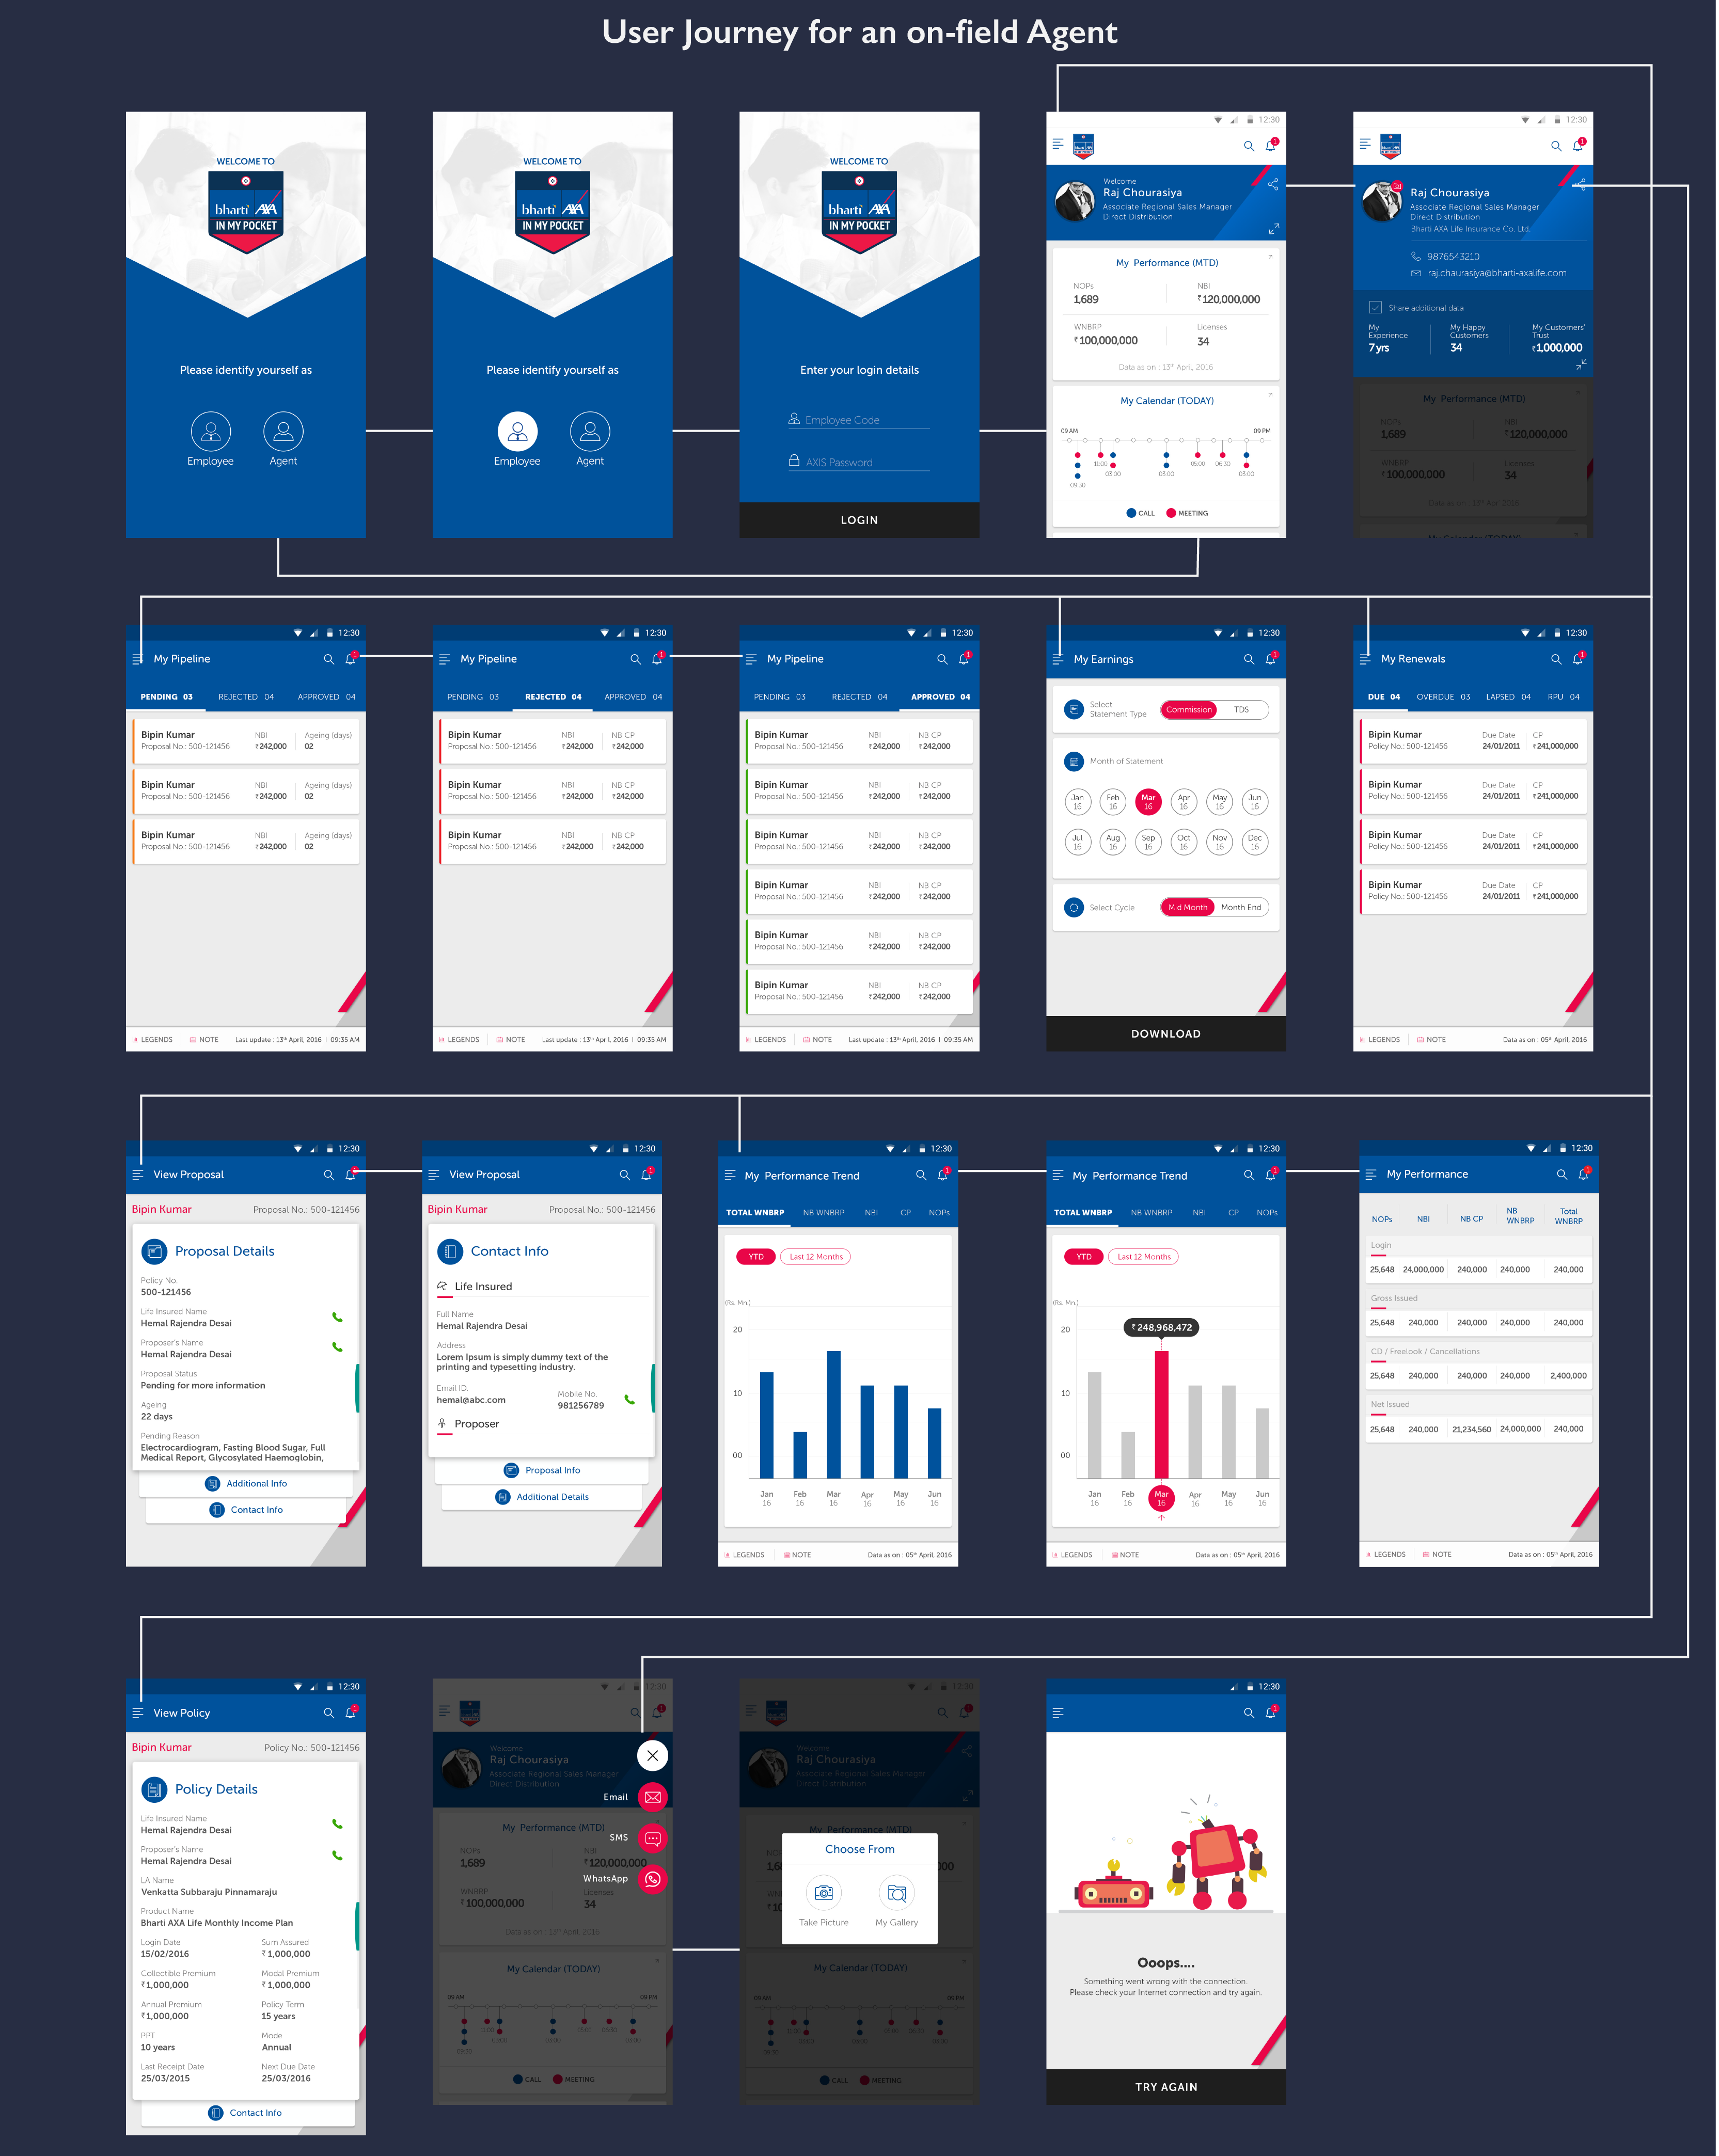 User Journey for an on-field Agent
WELCOME TO
bharti AXA
IN MY POCKET
Please identify yourself as
Employee Agent
WELCOME TO
bharti AXA
IN MY POCKET
Please identify yourself as
Employee Agent
WELCOME TO
bharti AXA
IN MY POCKET
Enter your login details
Employee Code
AXIS Password
LOGIN
12:30
1
Welcome
Raj Chourasiya
Associate Regional Sales Manager
Direct Distribution
My Performance (MTD)
NOPs NBI
1,689 ₹120,000,000
WNBRP Licenses
₹100,000,000 34
Data as on : 13th April, 2016
My Calendar (TODAY)
09 AM 09 PM
11:00 03:00 03:00 05:00 06:30 03:00
09:30
CALL MEETING
12:30
1
Raj Chourasiya
Associate Regional Sales Manager
Direct Distribution
Bharti AXA Life Insurance Co. Ltd.
9876543210
raj.chaurasiya@bharti-axalife.com
Share additional data
My Experience
7 yrs
My Happy Customers
34
My Customers' Trust
₹1,000,000
My Performance (MTD)
NOPs NBI
1,689 ₹120,000,000
WNBRP Licenses
₹100,000,000 34
My Calendar (TODAY)
12:30
My Pipeline 1
PENDING 03 REJECTED 04 APPROVED 04
Bipin Kumar NBI Ageing (days)
Proposal No.: 500-121456 ₹242,000 02
Bipin Kumar NBI Ageing (days)
Proposal No.: 500-121456 ₹242,000 02
Bipin Kumar NBI Ageing (days)
Proposal No.: 500-121456 ₹242,000 02
LEGENDS NOTE Last update : 13th April, 2016 | 09:35 AM
12:30
My Pipeline 1
PENDING 03 REJECTED 04 APPROVED 04
Bipin Kumar NBI NB CP
Proposal No.: 500-121456 ₹242,000 ₹242,000
Bipin Kumar NBI NB CP
Proposal No.: 500-121456 ₹242,000 ₹242,000
Bipin Kumar NBI NB CP
Proposal No.: 500-121456 ₹242,000 ₹242,000
LEGENDS NOTE Last update : 13th April, 2016 | 09:35 AM
12:30
My Pipeline 1
PENDING 03 REJECTED 04 APPROVED 04
Bipin Kumar NBI NB CP
Proposal No.: 500-121456 ₹242,000 ₹242,000
Bipin Kumar NBI NB CP
Proposal No.: 500-121456 ₹242,000 ₹242,000
Bipin Kumar NBI NB CP
Proposal No.: 500-121456 ₹242,000 ₹242,000
Bipin Kumar NBI NB CP
Proposal No.: 500-121456 ₹242,000 ₹242,000
Bipin Kumar NBI NB CP
Proposal No.: 500-121456 ₹242,000 ₹242,000
Bipin Kumar NBI NB CP
Proposal No.: 500-121456 ₹242,000 ₹242,000
LEGENDS NOTE Last update : 13th April, 2016 | 09:35 AM
12:30
My Earnings 1
Select
Statement Type
Commission TDS
Month of Statement
Jan 16 Feb 16 Mar 16 Apr 16 May 16 Jun 16
Jul 16 Aug 16 Sep 16 Oct 16 Nov 16 Dec 16
Select Cycle Mid Month Month End
DOWNLOAD
12:30
My Renewals 1
DUE 04 OVERDUE 03 LAPSED 04 RPU 04
Bipin Kumar Due Date CP
Policy No.: 500-121456 24/01/2011 ₹241,000,000
Bipin Kumar Due Date CP
Policy No.: 500-121456 24/01/2011 ₹241,000,000
Bipin Kumar Due Date CP
Policy No.: 500-121456 24/01/2011 ₹241,000,000
Bipin Kumar Due Date CP
Policy No.: 500-121456 24/01/2011 ₹241,000,000
LEGENDS NOTE Data as on : 05th April, 2016
12:30
View Proposal
Bipin Kumar Proposal No.: 500-121456
Proposal Details
Policy No.
500-121456
Life Insured Name
Hemal Rajendra Desai
Proposer's Name
Hemal Rajendra Desai
Proposal Status
Pending for more information
Ageing
22 days
Pending Reason
Electrocardiogram, Fasting Blood Sugar, Full
Medical Report, Glycosylated Haemoglobin,
Additional Info
Contact Info
12:30
View Proposal 1
Bipin Kumar Proposal No.: 500-121456
Contact Info
Life Insured
Full Name
Hemal Rajendra Desai
Address
Lorem Ipsum is simply dummy text of the
printing and typesetting industry.
Email ID. Mobile No.
hemal@abc.com 981256789
Proposer
Proposal Info
Additional Details
12:30
My Performance Trend 1
TOTAL WNBRP NB WNBRP NBI CP NOPs
YTD Last 12 Months
(Rs. Mn.)
20
10
00
Jan 16 Feb 16 Mar 16 Apr 16 May 16 Jun 16
LEGENDS NOTE Data as on : 05th April, 2016
12:30
My Performance Trend 1
TOTAL WNBRP NB WNBRP NBI CP NOPs
YTD Last 12 Months
(Rs. Mn.)
20
₹248,968,472
10
00
Jan 16 Feb 16 Mar 16 Apr 16 May 16 Jun 16
LEGENDS NOTE Data as on : 05th April, 2016
12:30
My Performance 1
NOPs NBI NB CP NB WNBRP Total WNBRP
Login
25,648 24,000,000 240,000 240,000 240,000
Gross Issued
25,648 240,000 240,000 240,000 240,000
CD / Freelook / Cancellations
25,648 240,000 240,000 240,000 2,400,000
Net Issued
25,648 240,000 21,234,560 24,000,000 240,000
LEGENDS NOTE Data as on : 05th April, 2016
12:30
View Policy 1
Bipin Kumar Policy No.: 500-121456
Policy Details
Life Insured Name
Hemal Rajendra Desai
Proposer's Name
Hemal Rajendra Desai
LA Name
Venkatta Subbaraju Pinnamaraju
Product Name
Bharti AXA Life Monthly Income Plan
Login Date Sum Assured
15/02/2016 ₹1,000,000
Collectible Premium Modal Premium
₹1,000,000 ₹1,000,000
Annual Premium Policy Term
₹1,000,000 15 years
PPT Mode
10 years Annual
Last Receipt Date Next Due Date
25/03/2015 25/03/2016
Contact Info
12:30
1
Welcome
Raj Chourasiya
Associate Regional Sales Manager
Direct Distribution
Email
SMS
WhatsApp
My Performance (MTD)
NOPs NBI
1,689 ₹120,000,000
WNBRP Licenses
₹100,000,000 34
Data as on : 13th April, 2016
My Calendar (TODAY)
09 AM 09 PM
CALL MEETING
12:30
Welcome
Raj Chourasiya
Associate Regional Sales Manager
Direct Distribution
My Performance (MTD)
Choose From
Take Picture My Gallery
My Calendar (TODAY)
09 AM 09 PM
CALL MEETING
12:30
1
Ooops....
Something went wrong with the connection.
Please check your Internet connection and try again.
TRY AGAIN